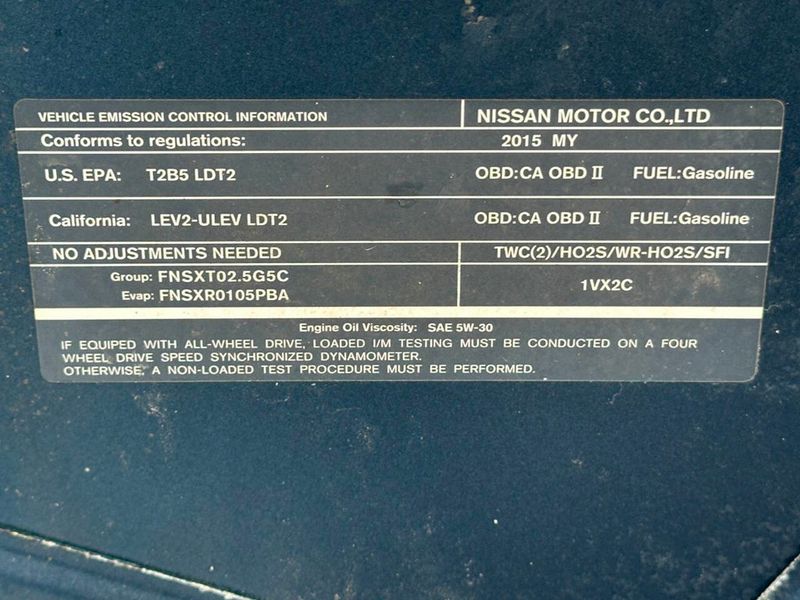 VEHICLE EMISSION CONTROL INFORMATION NISSAN MOTOR CO.,LTD
Conforms to regulations: 2015 MY
U.S. EPA: T2B5 LDT2 OBD:CA OBD II FUEL:Gasoline
California: LEV2-ULEV LDT2 OBD:CA OBD II FUEL:Gasoline
NO ADJUSTMENTS NEEDED TWC(2)/HO2S/WR-HO2S/SFI
Group: FNSXT02.5G5C
Evap: FNSXR0105PBA
1VX2C
Engine Oil Viscosity: SAE 5W-30
IF EQUIPED WITH ALL-WHEEL DRIVE, LOADED I/M TESTING MUST BE CONDUCTED ON A FOUR
WHEEL DRIVE SPEED SYNCHRONIZED DYNAMOMETER.
OTHERWISE, A NON-LOADED TEST PROCEDURE MUST BE PERFORMED.